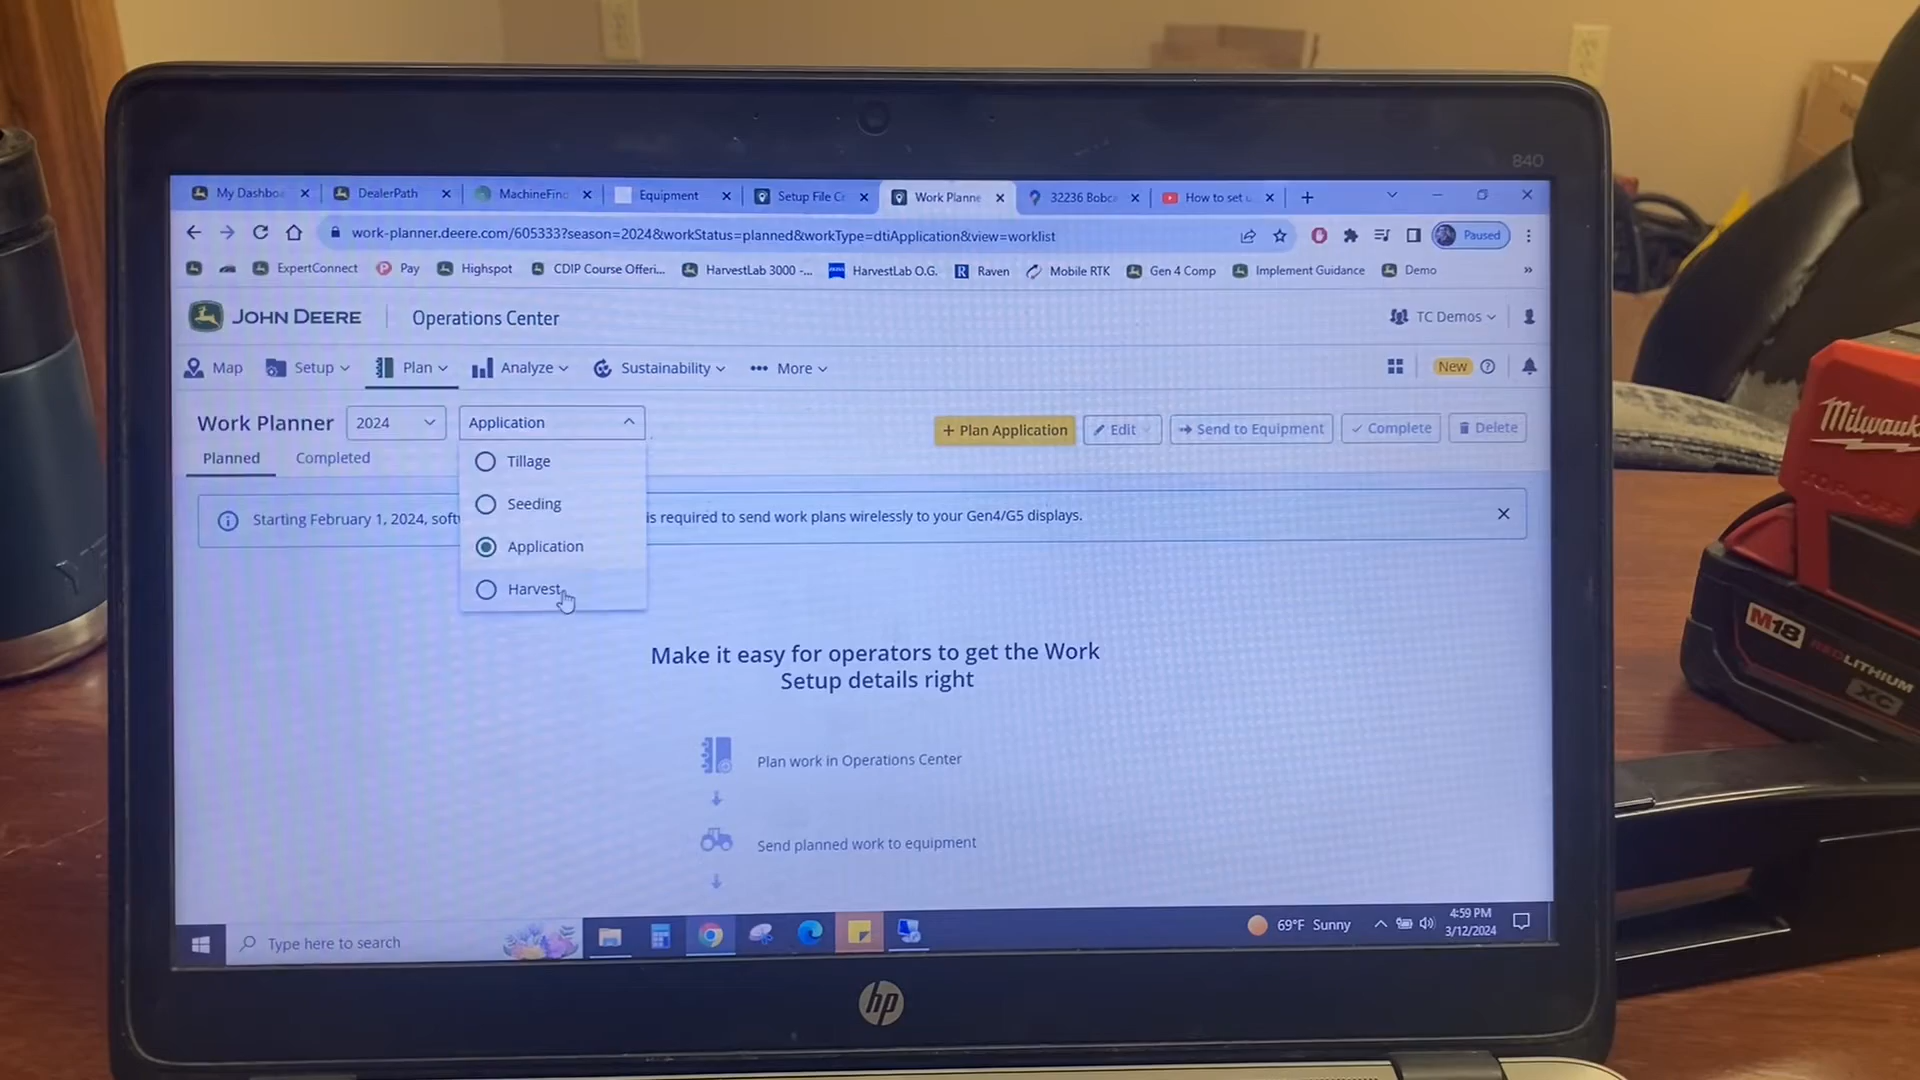 840
My Dashbo
DealerPath
MachineFind
Equipment
Setup File Cr
Work Planne
32236 Bobca
How to set u
work-planner.deere.com/605333?season=2024&workStatus=planned&workType=dtiApplication&view=worklist
Paused
ExpertConnect
Pay
Highspot
CDIP Course Offeri...
HarvestLab 3000 -...
HarvestLab O.G.
R Raven
Mobile RTK
Gen 4 Comp
Implement Guidance
Demo
»
JOHN DEERE
Operations Center
TC Demos
Map
Setup
Plan
Analyze
Sustainability
More
New
Work Planner
2024
Application
+ Plan Application
Edit
Send to Equipment
Complete
Delete
Planned
Completed
Tillage
Seeding
Application
Harvest
Starting February 1, 2024, soft
is required to send work plans wirelessly to your Gen4/G5 displays.
Make it easy for operators to get the Work
Setup details right
Plan work in Operations Center
Send planned work to equipment
Type here to search
69°F Sunny
4:59 PM
3/12/2024
hp
Milwauk
TOP-OFF
M18
REDLITHIUM
XC